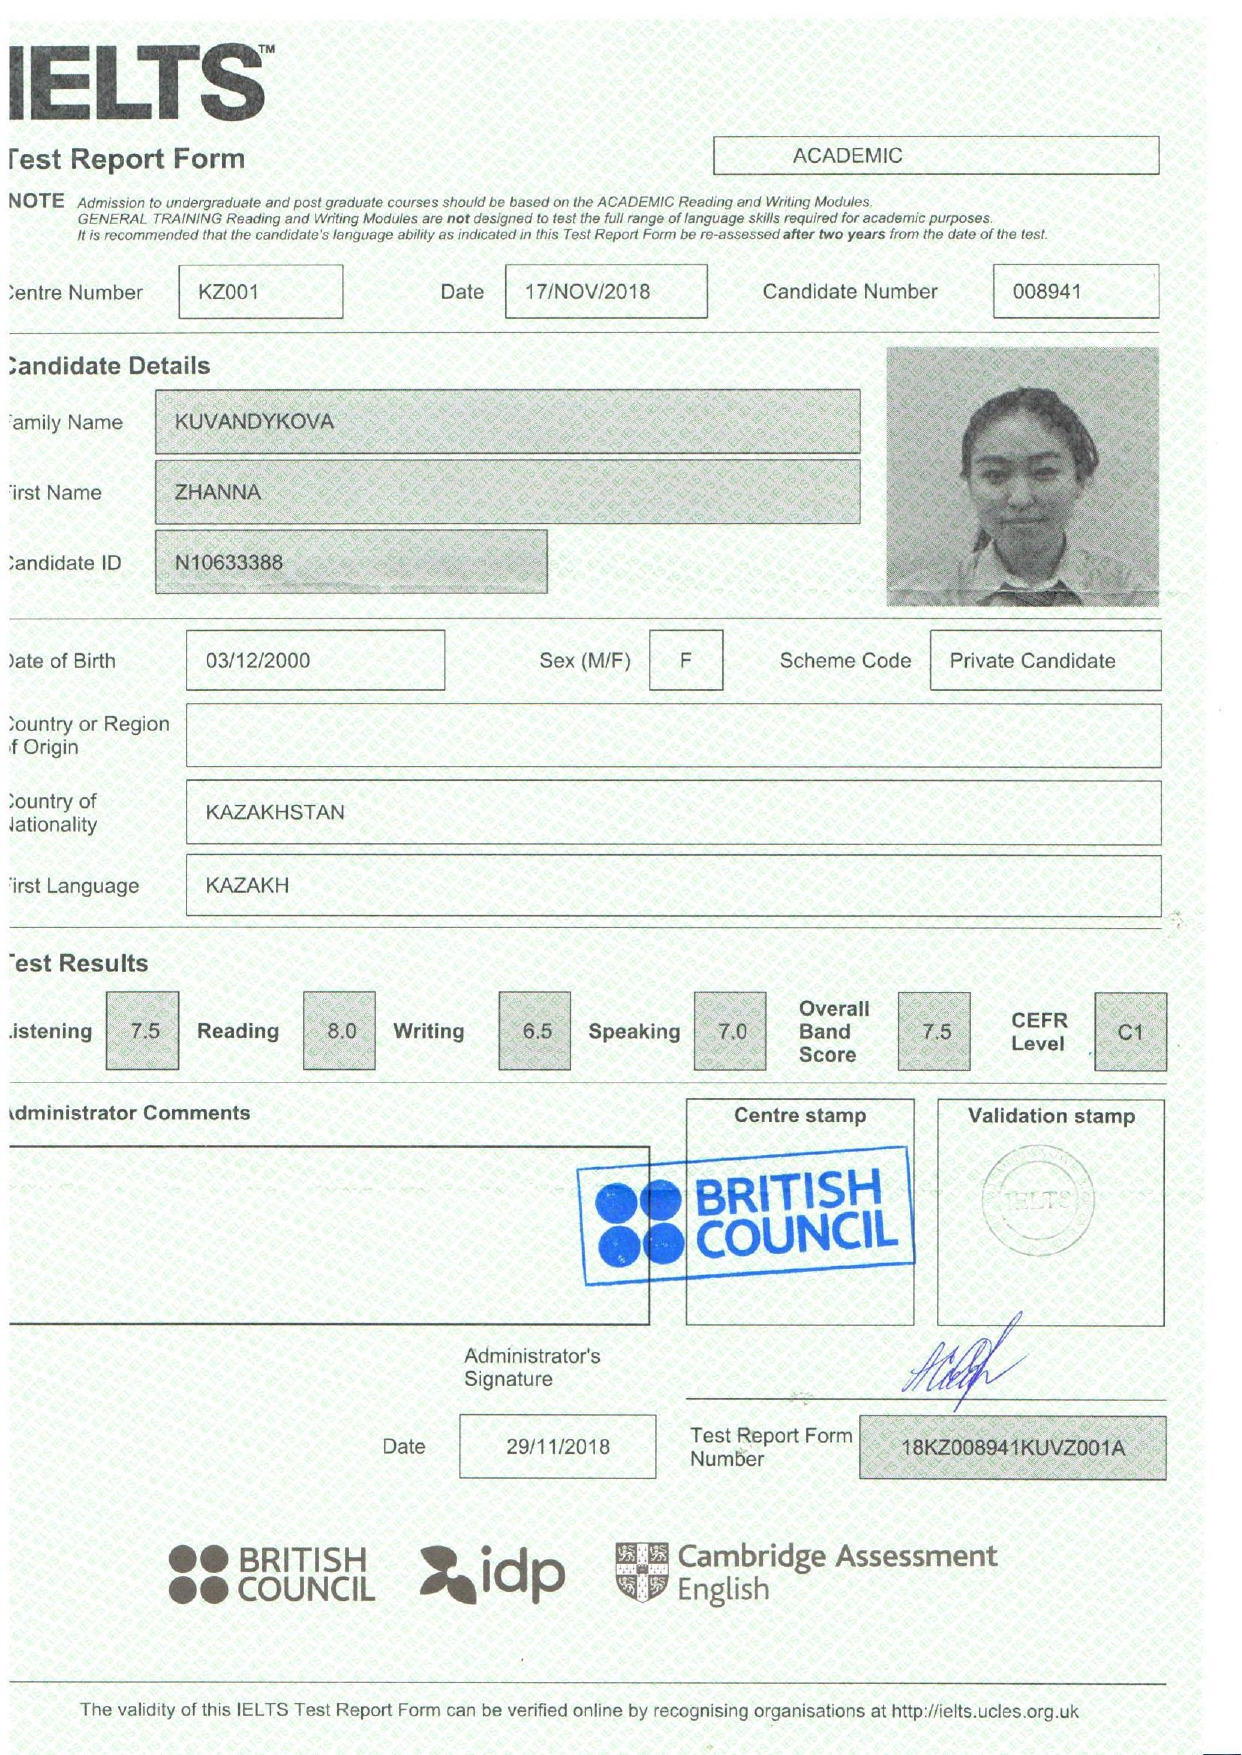 IELTS™
Test Report Form
ACADEMIC
NOTE Admission to undergraduate and post graduate courses should be based on the ACADEMIC Reading and Writing Modules.
GENERAL TRAINING Reading and Writing Modules are not designed to test the full range of language skills required for academic purposes.
It is recommended that the candidate's language ability as indicated in this Test Report Form be re-assessed after two years from the date of the test.
Centre Number KZ001 Date 17/NOV/2018 Candidate Number 008941
Candidate Details
Family Name KUVANDYKOVA
First Name ZHANNA
Candidate ID N10633388
Date of Birth 03/12/2000 Sex (M/F) F Scheme Code Private Candidate
Country or Region
of Origin
Country of
Nationality
KAZAKHSTAN
First Language KAZAKH
Test Results
Listening 7.5 Reading 8.0 Writing 6.5 Speaking 7.0 Overall Band Score 7.5 CEFR Level C1
Administrator Comments
Centre stamp
Validation stamp
BRITISH
COUNCIL
IELTS
Administrator's
Signature
Date 29/11/2018
Test Report Form
Number
18KZ008941KUVZ001A
BRITISH
COUNCIL
idp
Cambridge Assessment
English
The validity of this IELTS Test Report Form can be verified online by recognising organisations at http://ielts.ucles.org.uk